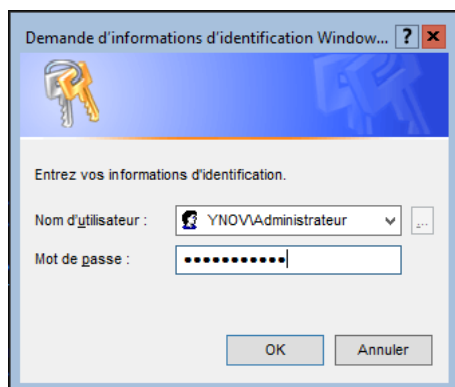 Demande d'informations d'identification Window...
Entrez vos informations d'identification.
Nom d'utilisateur : YNOV\Administrateur ...
Mot de passe : ●●●●●●●●●●●
OK Annuler